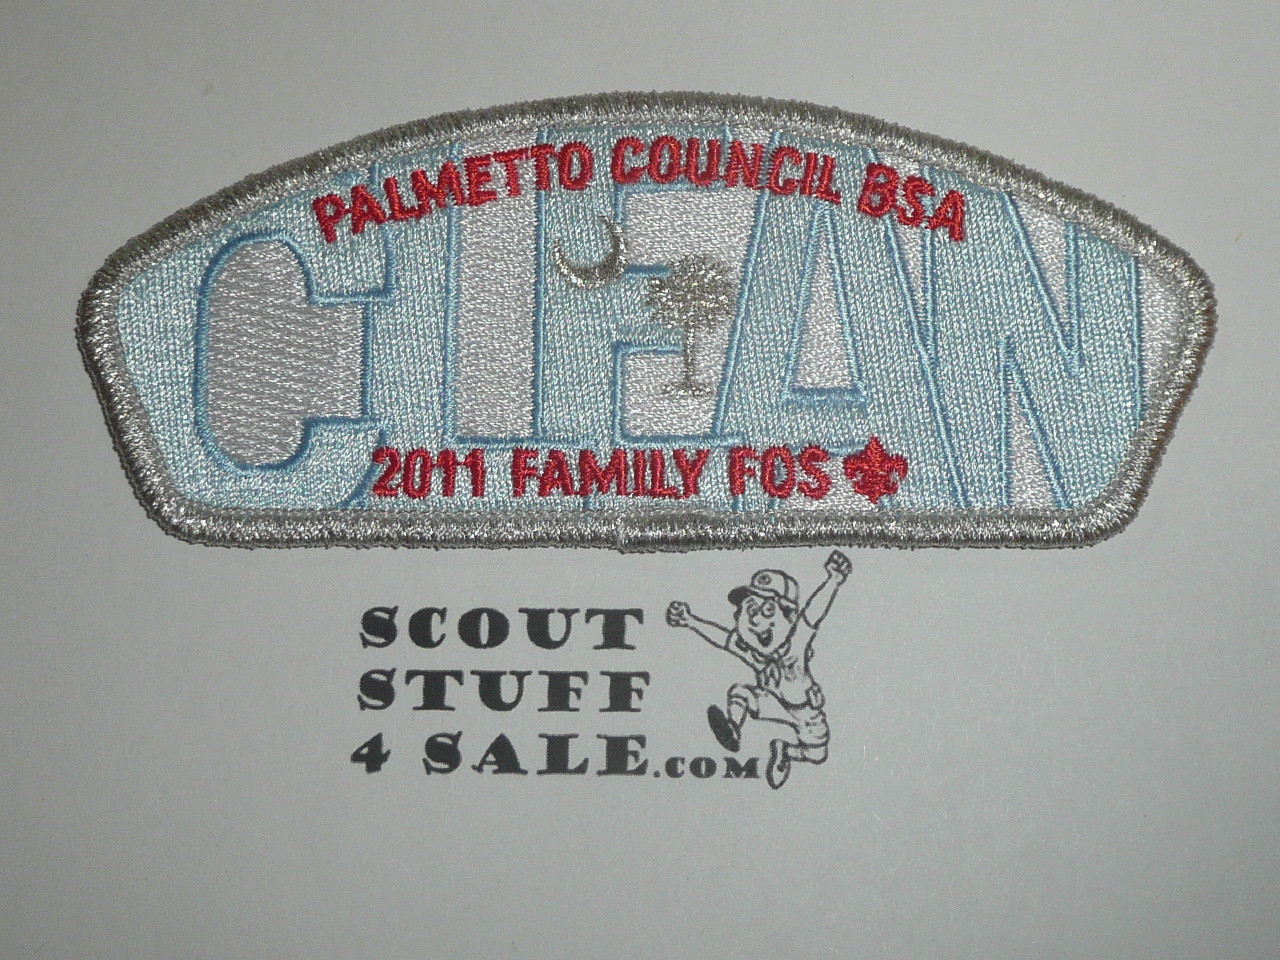 PALMETTO COUNCIL BSA
CLEAN
2011 FAMILY FOS
SCOUT
STUFF
4 SALE.COM